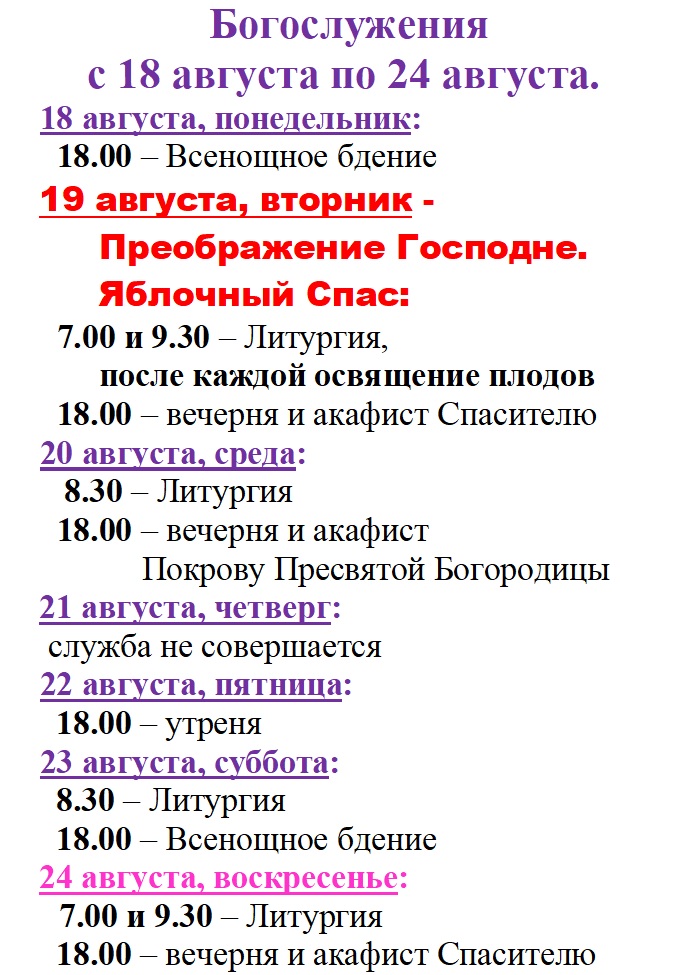 Богослужения
с 18 августа по 24 августа.
18 августа, понедельник:
18.00 – Всенощное бдение
19 августа, вторник -
Преображение Господне.
Яблочный Спас:
7.00 и 9.30 – Литургия,
после каждой освящение плодов
18.00 – вечерня и акафист Спасителю
20 августа, среда:
8.30 – Литургия
18.00 – вечерня и акафист
Покрову Пресвятой Богородицы
21 августа, четверг:
служба не совершается
22 августа, пятница:
18.00 – утреня
23 августа, суббота:
8.30 – Литургия
18.00 – Всенощное бдение
24 августа, воскресенье:
7.00 и 9.30 – Литургия
18.00 – вечерня и акафист Спасителю